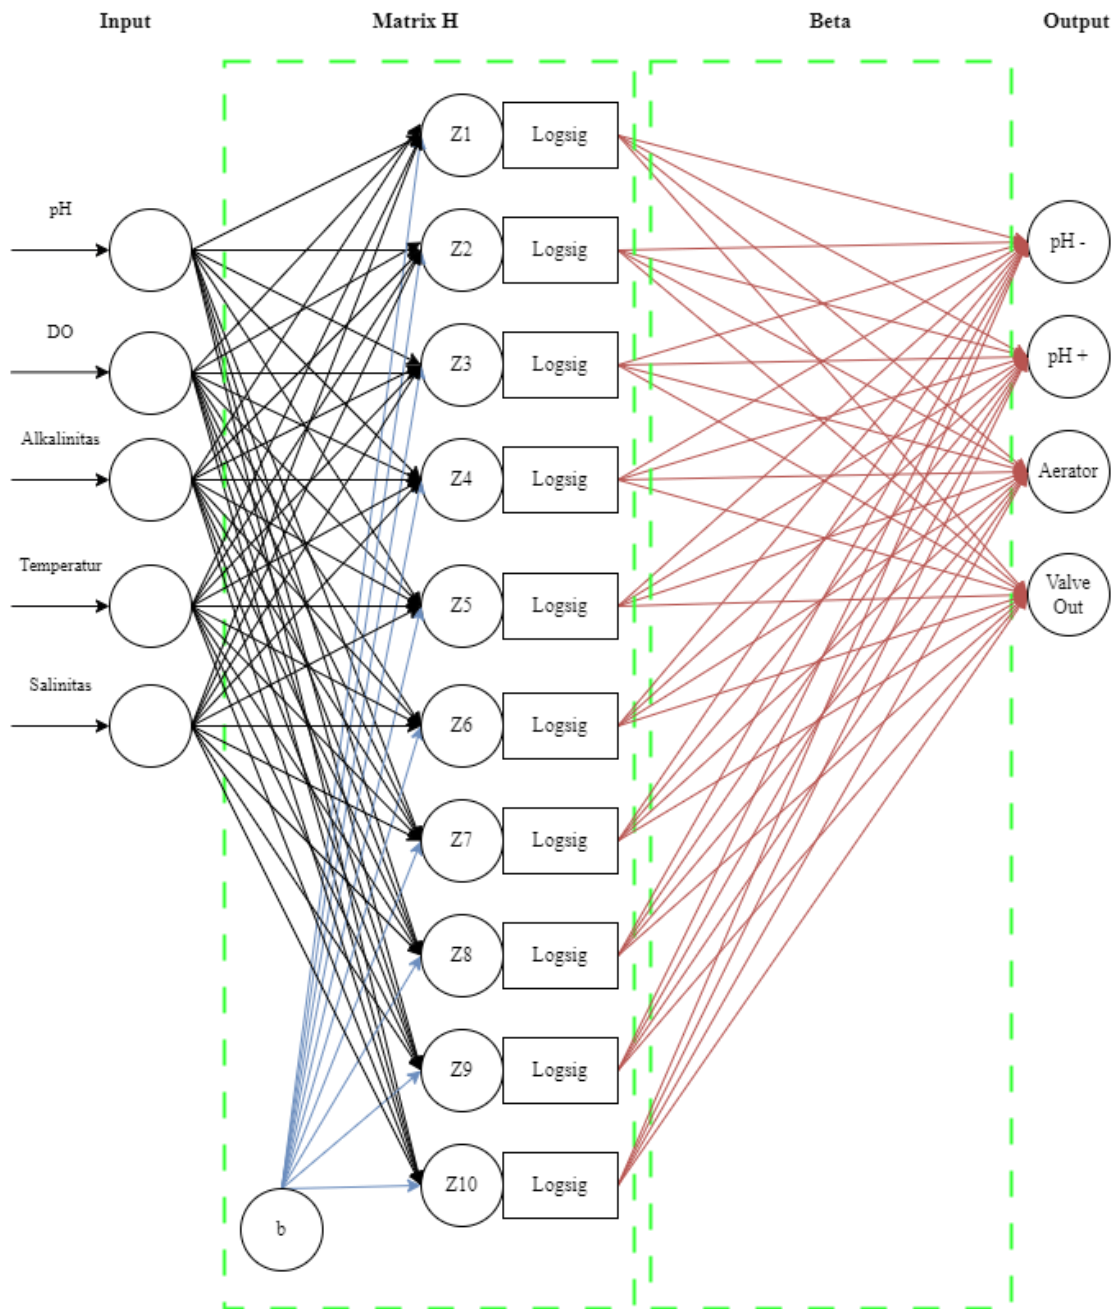 Input
Matrix H
Beta
Output
pH
DO
Alkalinitas
Temperatur
Salinitas
Z1
Logsig
Z2
Logsig
Z3
Logsig
Z4
Logsig
Z5
Logsig
Z6
Logsig
Z7
Logsig
Z8
Logsig
Z9
Logsig
Z10
Logsig
b
pH -
pH +
Aerator
Valve
Out